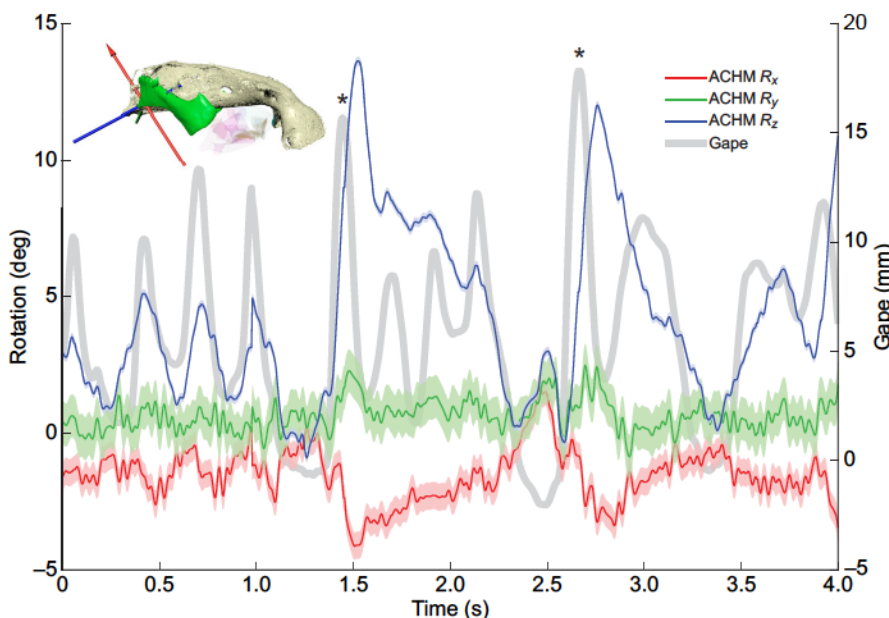 15
10
5
0
–5
Rotation (deg)
20
15
10
5
0
–5
Gape (mm)
*
*
ACHM Rx
ACHM Ry
ACHM Rz
Gape
0 0.5 1.0 1.5 2.0 2.5 3.0 3.5 4.0
Time (s)